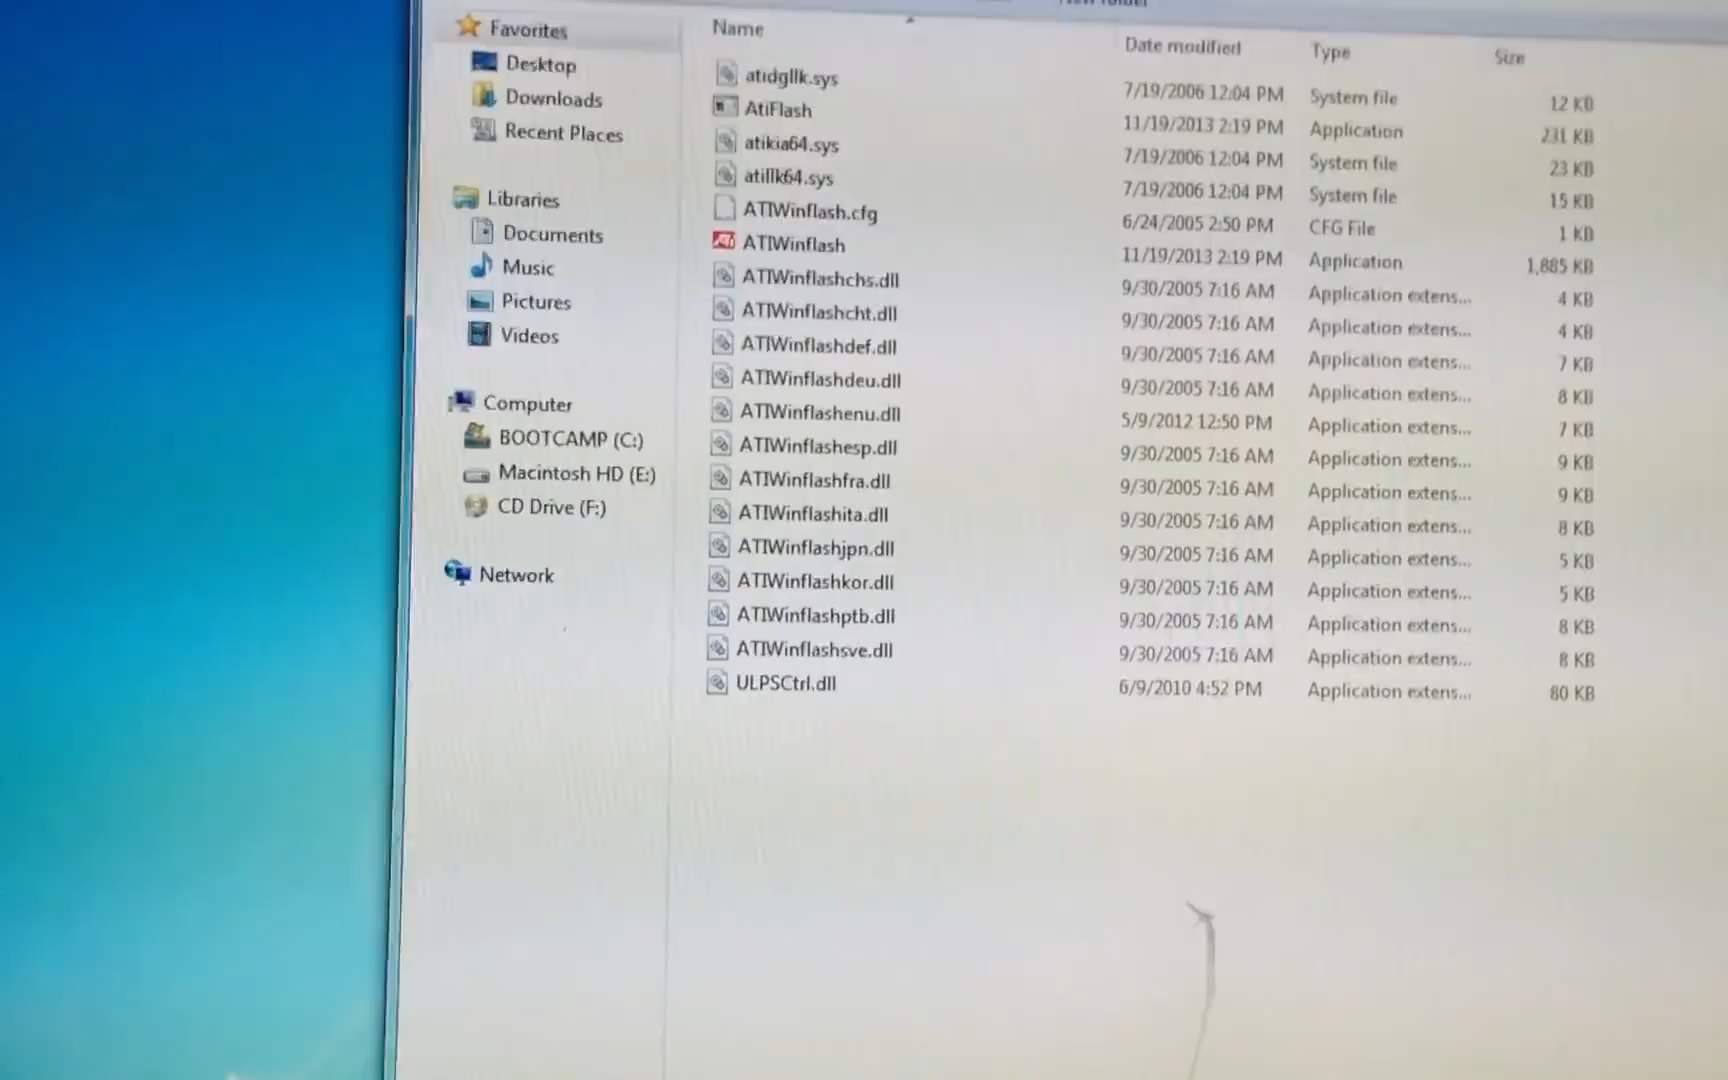 New folder
Favorites
Desktop
Downloads
Recent Places
Libraries
Documents
Music
Pictures
Videos
Computer
BOOTCAMP (C:)
Macintosh HD (E:)
CD Drive (F:)
Network
Name Date modified Type Size
atidgllk.sys 7/19/2006 12:04 PM System file 12 KB
AtiFlash 11/19/2013 2:19 PM Application 231 KB
atikia64.sys 7/19/2006 12:04 PM System file 23 KB
atillk64.sys 7/19/2006 12:04 PM System file 15 KB
ATIWinflash.cfg 6/24/2005 2:50 PM CFG File 1 KB
ATI ATIWinflash 11/19/2013 2:19 PM Application 1,885 KB
ATIWinflashchs.dll 9/30/2005 7:16 AM Application extens... 4 KB
ATIWinflashcht.dll 9/30/2005 7:16 AM Application extens... 4 KB
ATIWinflashdef.dll 9/30/2005 7:16 AM Application extens... 7 KB
ATIWinflashdeu.dll 9/30/2005 7:16 AM Application extens... 8 KB
ATIWinflashenu.dll 5/9/2012 12:50 PM Application extens... 7 KB
ATIWinflashesp.dll 9/30/2005 7:16 AM Application extens... 9 KB
ATIWinflashfra.dll 9/30/2005 7:16 AM Application extens... 9 KB
ATIWinflashita.dll 9/30/2005 7:16 AM Application extens... 8 KB
ATIWinflashjpn.dll 9/30/2005 7:16 AM Application extens... 5 KB
ATIWinflashkor.dll 9/30/2005 7:16 AM Application extens... 5 KB
ATIWinflashptb.dll 9/30/2005 7:16 AM Application extens... 8 KB
ATIWinflashsve.dll 9/30/2005 7:16 AM Application extens... 8 KB
ULPSCtrl.dll 6/9/2010 4:52 PM Application extens... 80 KB